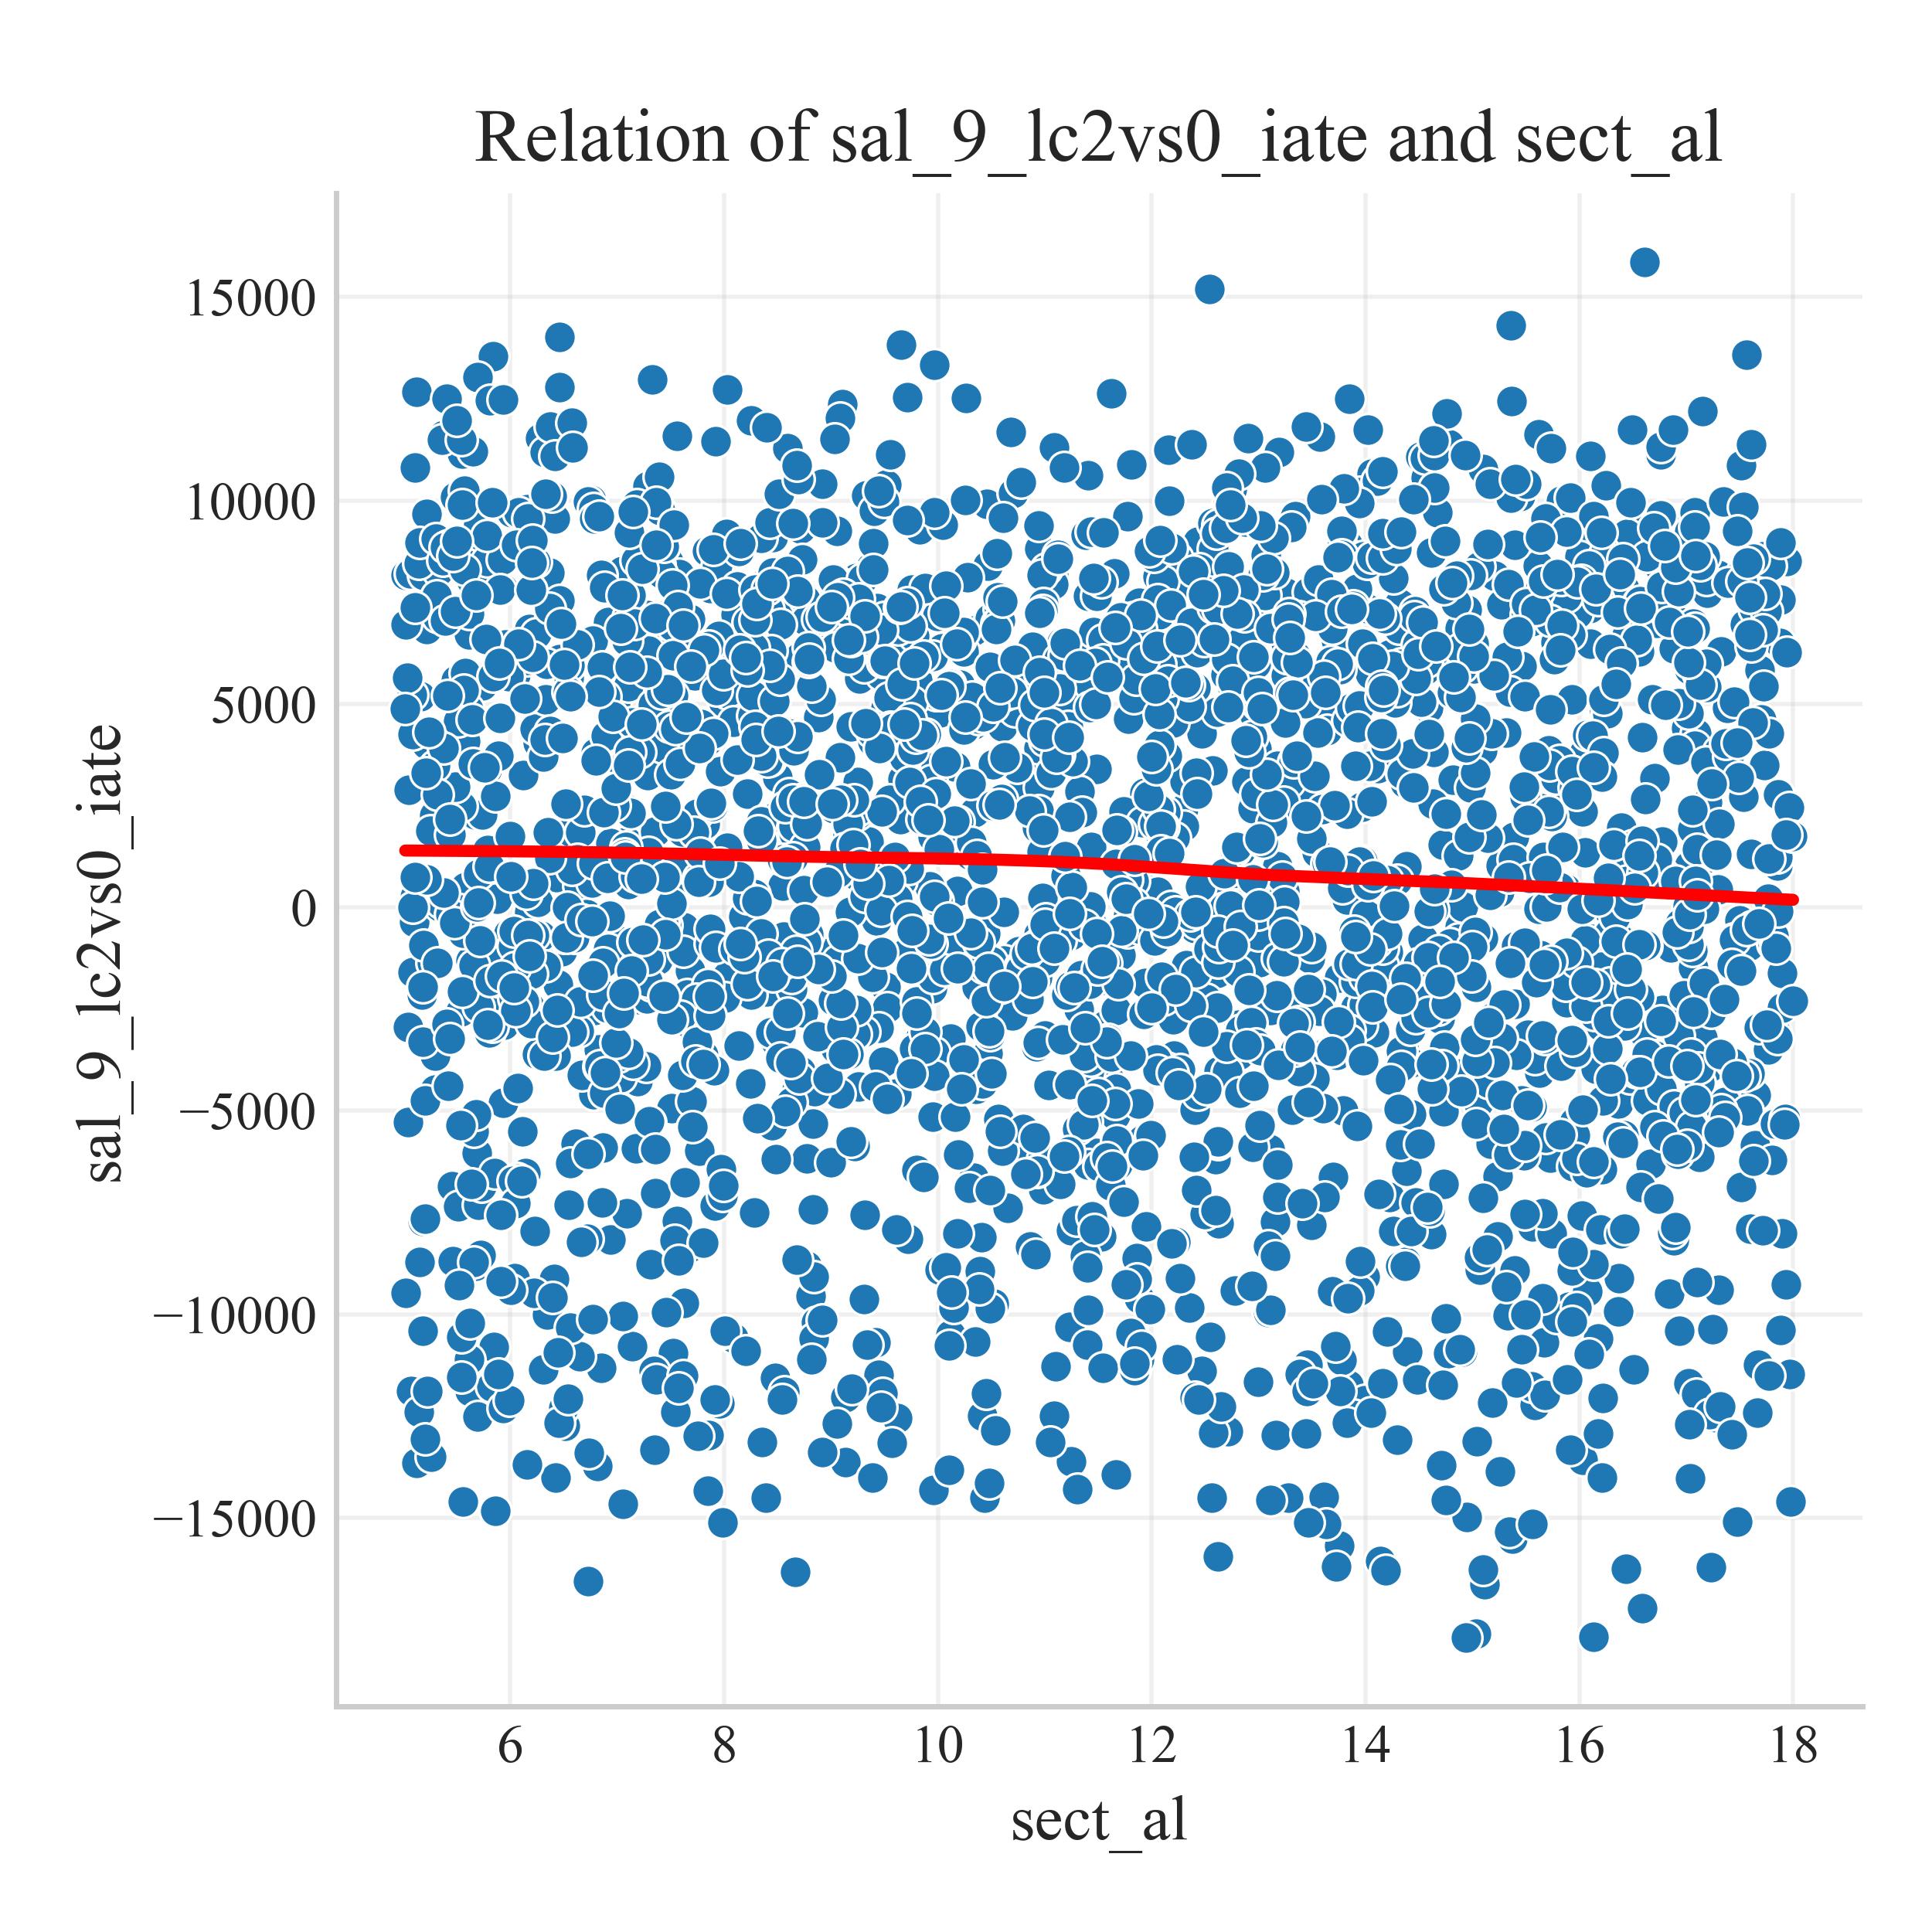 Relation of sal_9_lc2vs0_iate and sect_al
15000
10000
5000
0
−5000
−10000
−15000
sal_9_lc2vs0_iate
6 8 10 12 14 16 18
sect_al